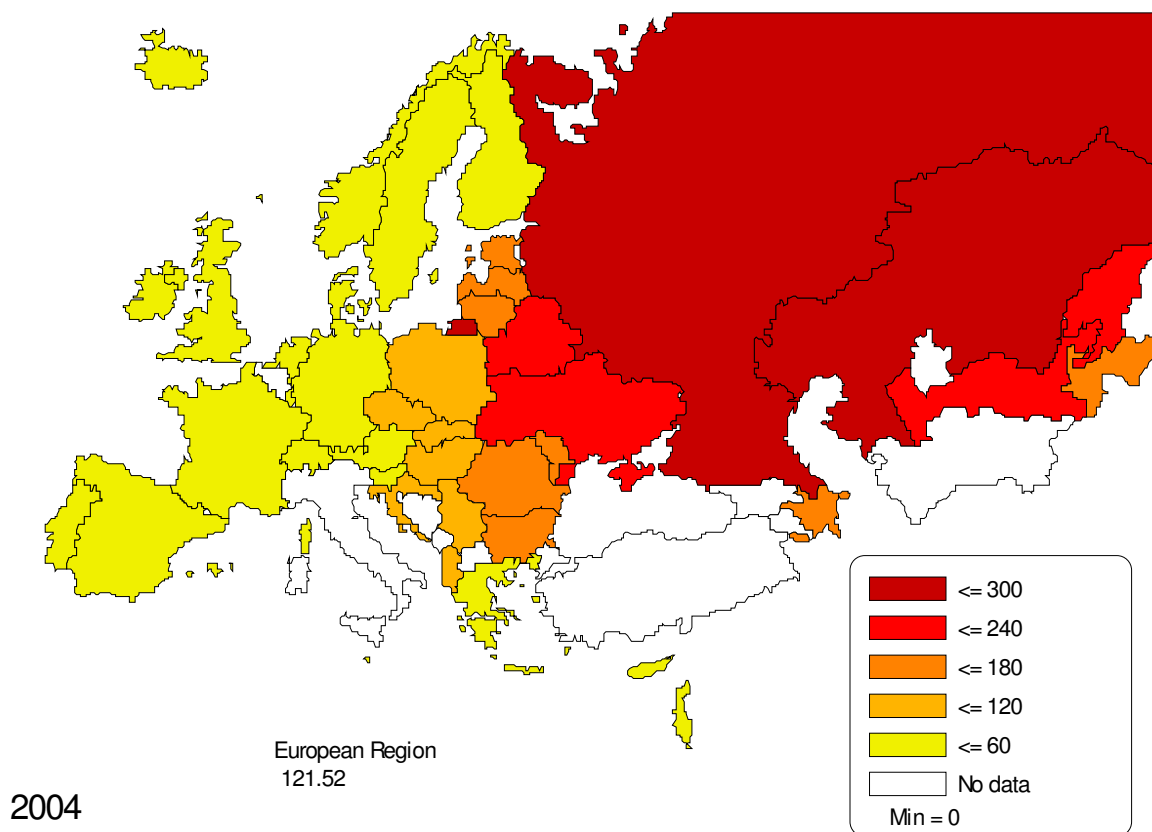 European Region
121.52
2004
<= 300
<= 240
<= 180
<= 120
<= 60
No data
Min = 0